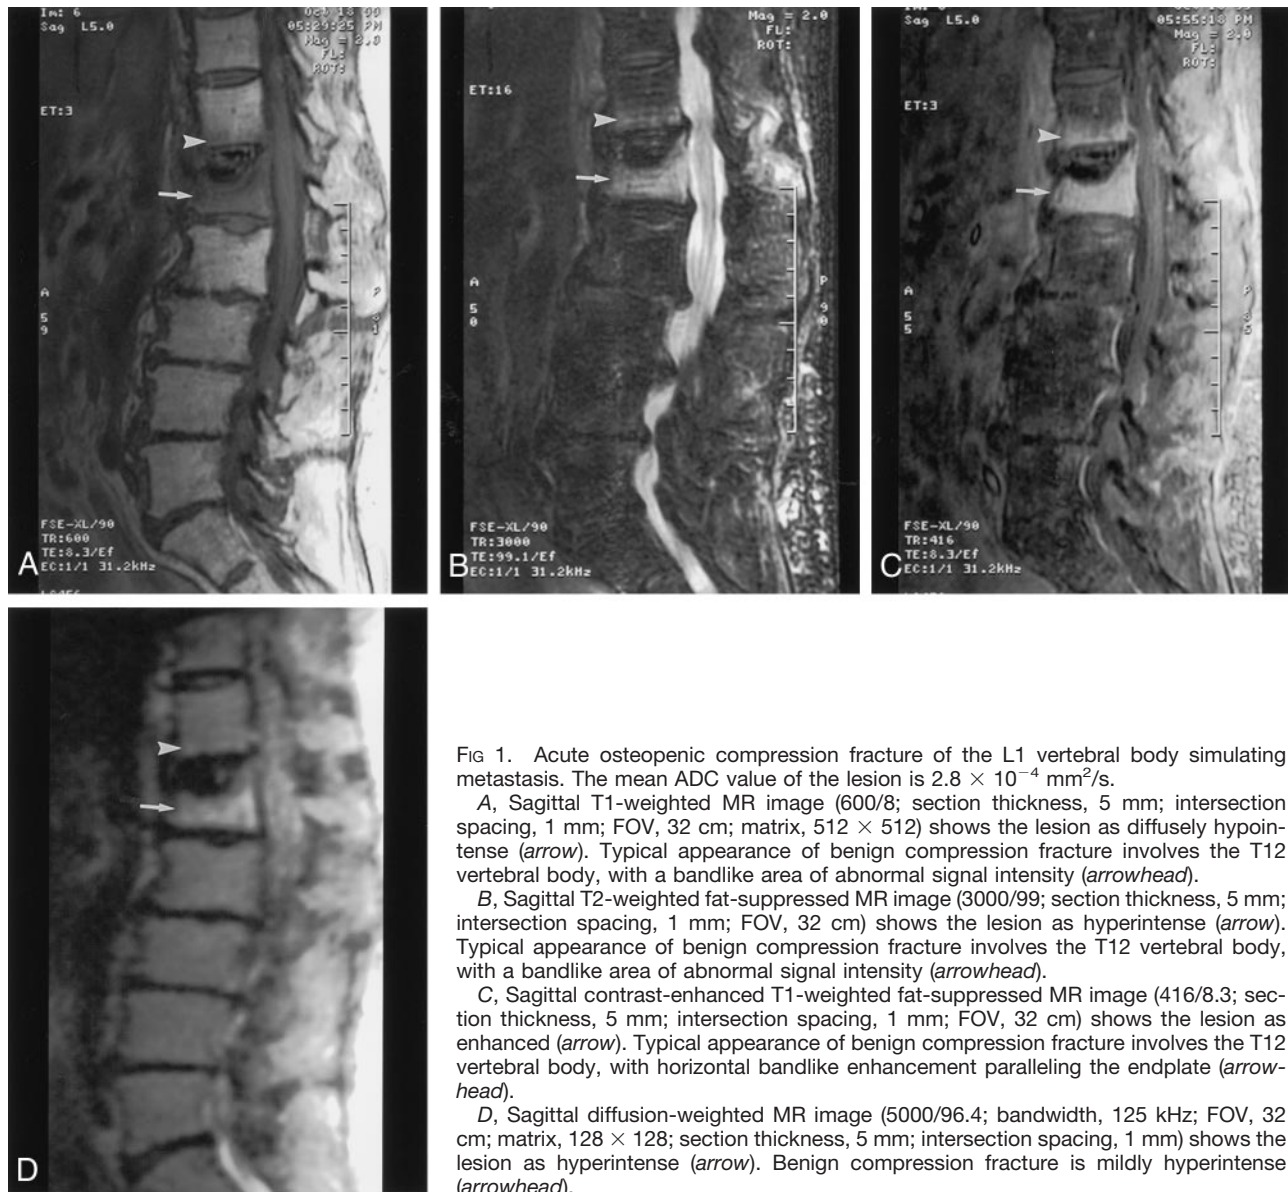 Im: 6
Oct 18 99
Sag L5.0
05:29:25 PM
Mag = 2.0
FL:
ROT:
ET:3
A
5
9
P
FSE-XL/90
TR:600
TE:8.3/Ef
EC:1/1 31.2kHz
A
Mag = 2.0
FL:
ROT:
ET:16
A
5
0
P
9
0
FSE-XL/90
TR:3000
TE:99.1/Ef
EC:1/1 31.2kHz
B
Sag L5.0
05:55:18 PM
Mag = 2.0
FL:
ROT:
ET:3
A
5
5
P
8
5
FSE-XL/90
TR:416
TE:8.3/Ef
EC:1/1 31.2kHz
C
D
FIG 1. Acute osteopenic compression fracture of the L1 vertebral body simulating
metastasis. The mean ADC value of the lesion is 2.8 × 10⁻⁴ mm²/s.
A, Sagittal T1-weighted MR image (600/8; section thickness, 5 mm; intersection
spacing, 1 mm; FOV, 32 cm; matrix, 512 × 512) shows the lesion as diffusely hypoin-
tense (arrow). Typical appearance of benign compression fracture involves the T12
vertebral body, with a bandlike area of abnormal signal intensity (arrowhead).
B, Sagittal T2-weighted fat-suppressed MR image (3000/99; section thickness, 5 mm;
intersection spacing, 1 mm; FOV, 32 cm) shows the lesion as hyperintense (arrow).
Typical appearance of benign compression fracture involves the T12 vertebral body,
with a bandlike area of abnormal signal intensity (arrowhead).
C, Sagittal contrast-enhanced T1-weighted fat-suppressed MR image (416/8.3; sec-
tion thickness, 5 mm; intersection spacing, 1 mm; FOV, 32 cm) shows the lesion as
enhanced (arrow). Typical appearance of benign compression fracture involves the T12
vertebral body, with horizontal bandlike enhancement paralleling the endplate (arrow-
head).
D, Sagittal diffusion-weighted MR image (5000/96.4; bandwidth, 125 kHz; FOV, 32
cm; matrix, 128 × 128; section thickness, 5 mm; intersection spacing, 1 mm) shows the
lesion as hyperintense (arrow). Benign compression fracture is mildly hyperintense
(arrowhead).